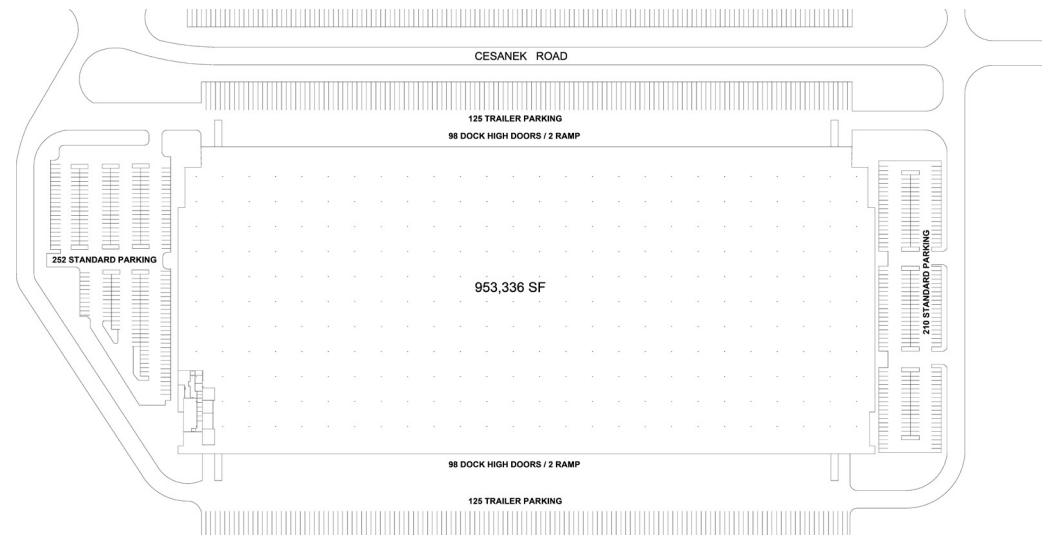 CESANEK ROAD
125 TRAILER PARKING
98 DOCK HIGH DOORS / 2 RAMP
252 STANDARD PARKING
953,336 SF
210 STANDARD PARKING
98 DOCK HIGH DOORS / 2 RAMP
125 TRAILER PARKING